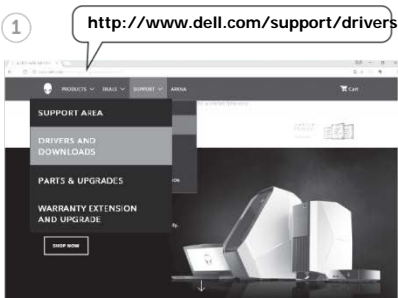 1
http://www.dell.com/support/drivers
PRODUCTS DEALS SUPPORT ARENA Cart
SUPPORT AREA
DRIVERS AND
DOWNLOADS
PARTS & UPGRADES
WARRANTY EXTENSION
AND UPGRADE
SHOP NOW